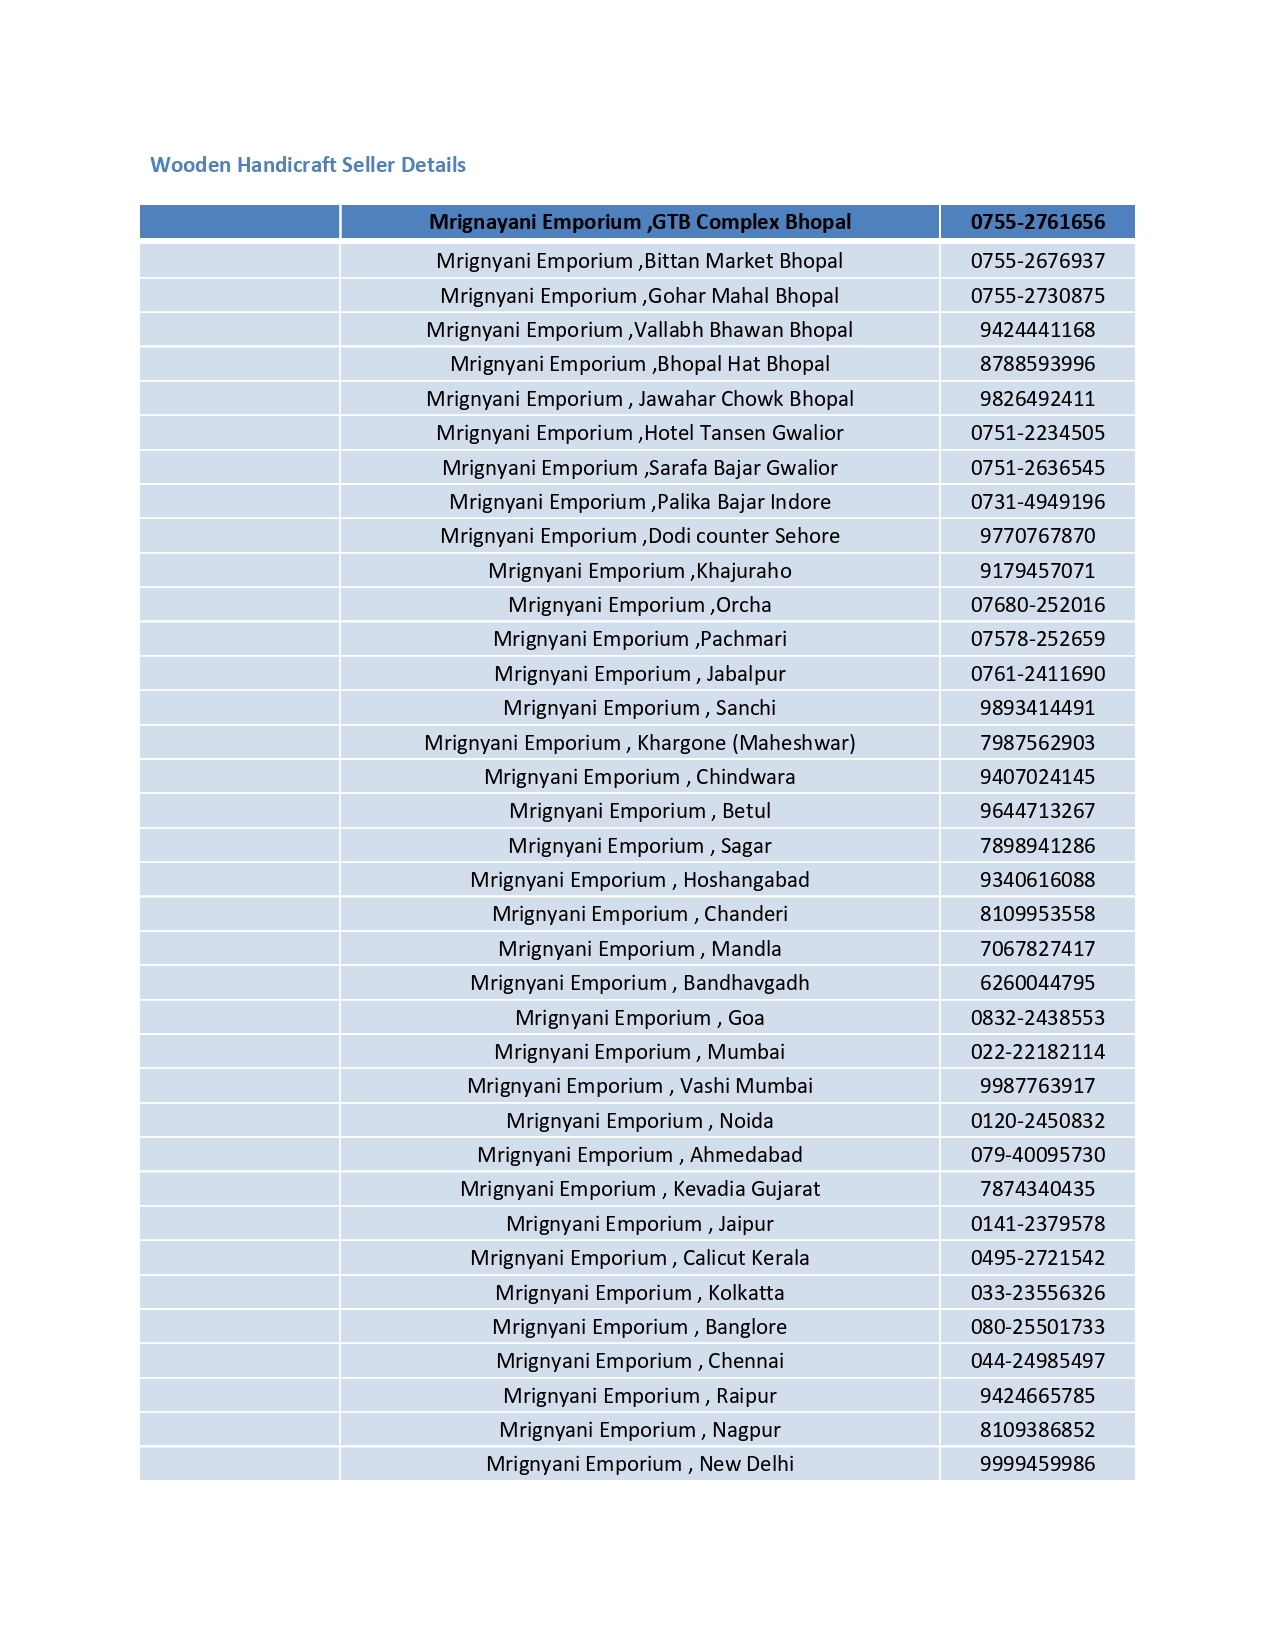 Wooden Handicraft Seller Details
Mrignayani Emporium ,GTB Complex Bhopal 0755-2761656
Mrignyani Emporium ,Bittan Market Bhopal 0755-2676937
Mrignyani Emporium ,Gohar Mahal Bhopal 0755-2730875
Mrignyani Emporium ,Vallabh Bhawan Bhopal 9424441168
Mrignyani Emporium ,Bhopal Hat Bhopal 8788593996
Mrignyani Emporium , Jawahar Chowk Bhopal 9826492411
Mrignyani Emporium ,Hotel Tansen Gwalior 0751-2234505
Mrignyani Emporium ,Sarafa Bajar Gwalior 0751-2636545
Mrignyani Emporium ,Palika Bajar Indore 0731-4949196
Mrignyani Emporium ,Dodi counter Sehore 9770767870
Mrignyani Emporium ,Khajuraho 9179457071
Mrignyani Emporium ,Orcha 07680-252016
Mrignyani Emporium ,Pachmari 07578-252659
Mrignyani Emporium , Jabalpur 0761-2411690
Mrignyani Emporium , Sanchi 9893414491
Mrignyani Emporium , Khargone (Maheshwar) 7987562903
Mrignyani Emporium , Chindwara 9407024145
Mrignyani Emporium , Betul 9644713267
Mrignyani Emporium , Sagar 7898941286
Mrignyani Emporium , Hoshangabad 9340616088
Mrignyani Emporium , Chanderi 8109953558
Mrignyani Emporium , Mandla 7067827417
Mrignyani Emporium , Bandhavgadh 6260044795
Mrignyani Emporium , Goa 0832-2438553
Mrignyani Emporium , Mumbai 022-22182114
Mrignyani Emporium , Vashi Mumbai 9987763917
Mrignyani Emporium , Noida 0120-2450832
Mrignyani Emporium , Ahmedabad 079-40095730
Mrignyani Emporium , Kevadia Gujarat 7874340435
Mrignyani Emporium , Jaipur 0141-2379578
Mrignyani Emporium , Calicut Kerala 0495-2721542
Mrignyani Emporium , Kolkatta 033-23556326
Mrignyani Emporium , Banglore 080-25501733
Mrignyani Emporium , Chennai 044-24985497
Mrignyani Emporium , Raipur 9424665785
Mrignyani Emporium , Nagpur 8109386852
Mrignyani Emporium , New Delhi 9999459986